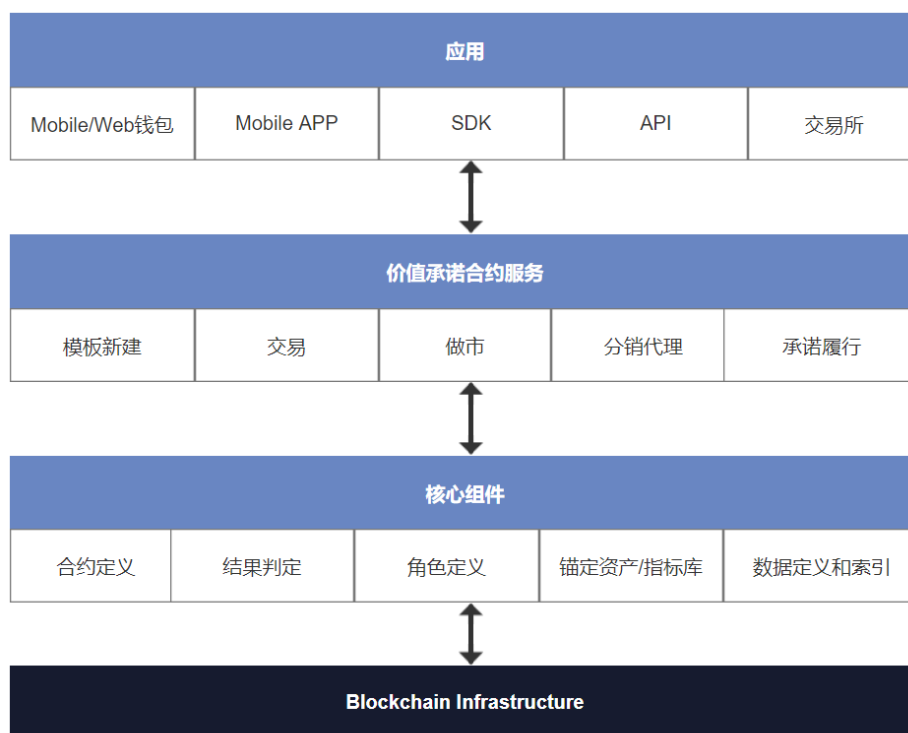 应用
Mobile/Web钱包 Mobile APP SDK API 交易所
价值承诺合约服务
模板新建 交易 做市 分销代理 承诺履行
核心组件
合约定义 结果判定 角色定义 锚定资产/指标库 数据定义和索引
Blockchain Infrastructure